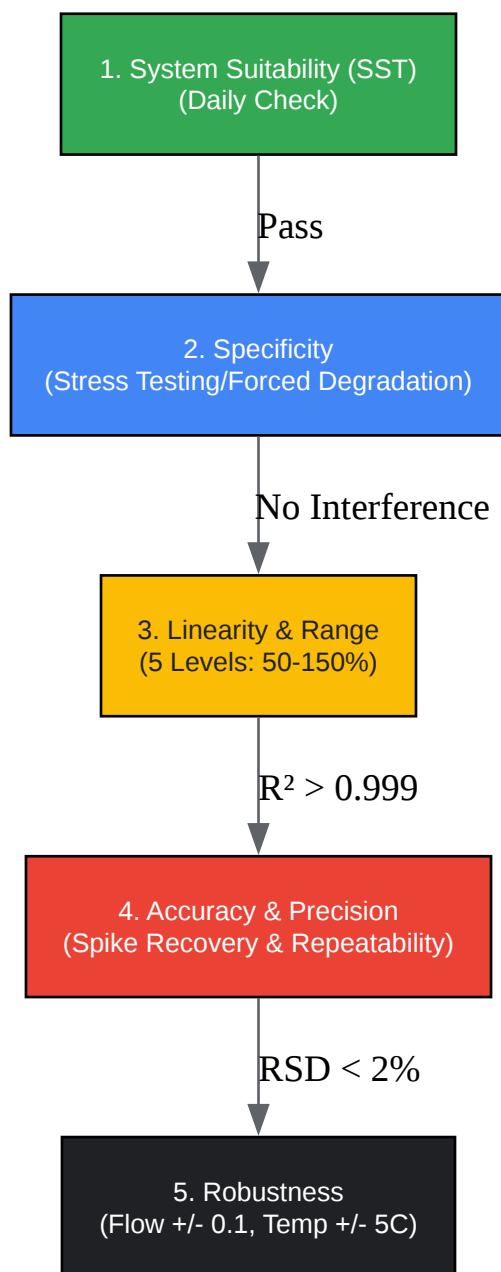 1. System Suitability (SST)
(Daily Check)
Pass
2. Specificity
(Stress Testing/Forced Degradation)
No Interference
3. Linearity & Range
(5 Levels: 50-150%)
R² > 0.999
4. Accuracy & Precision
(Spike Recovery & Repeatability)
RSD < 2%
5. Robustness
(Flow +/- 0.1, Temp +/- 5C)